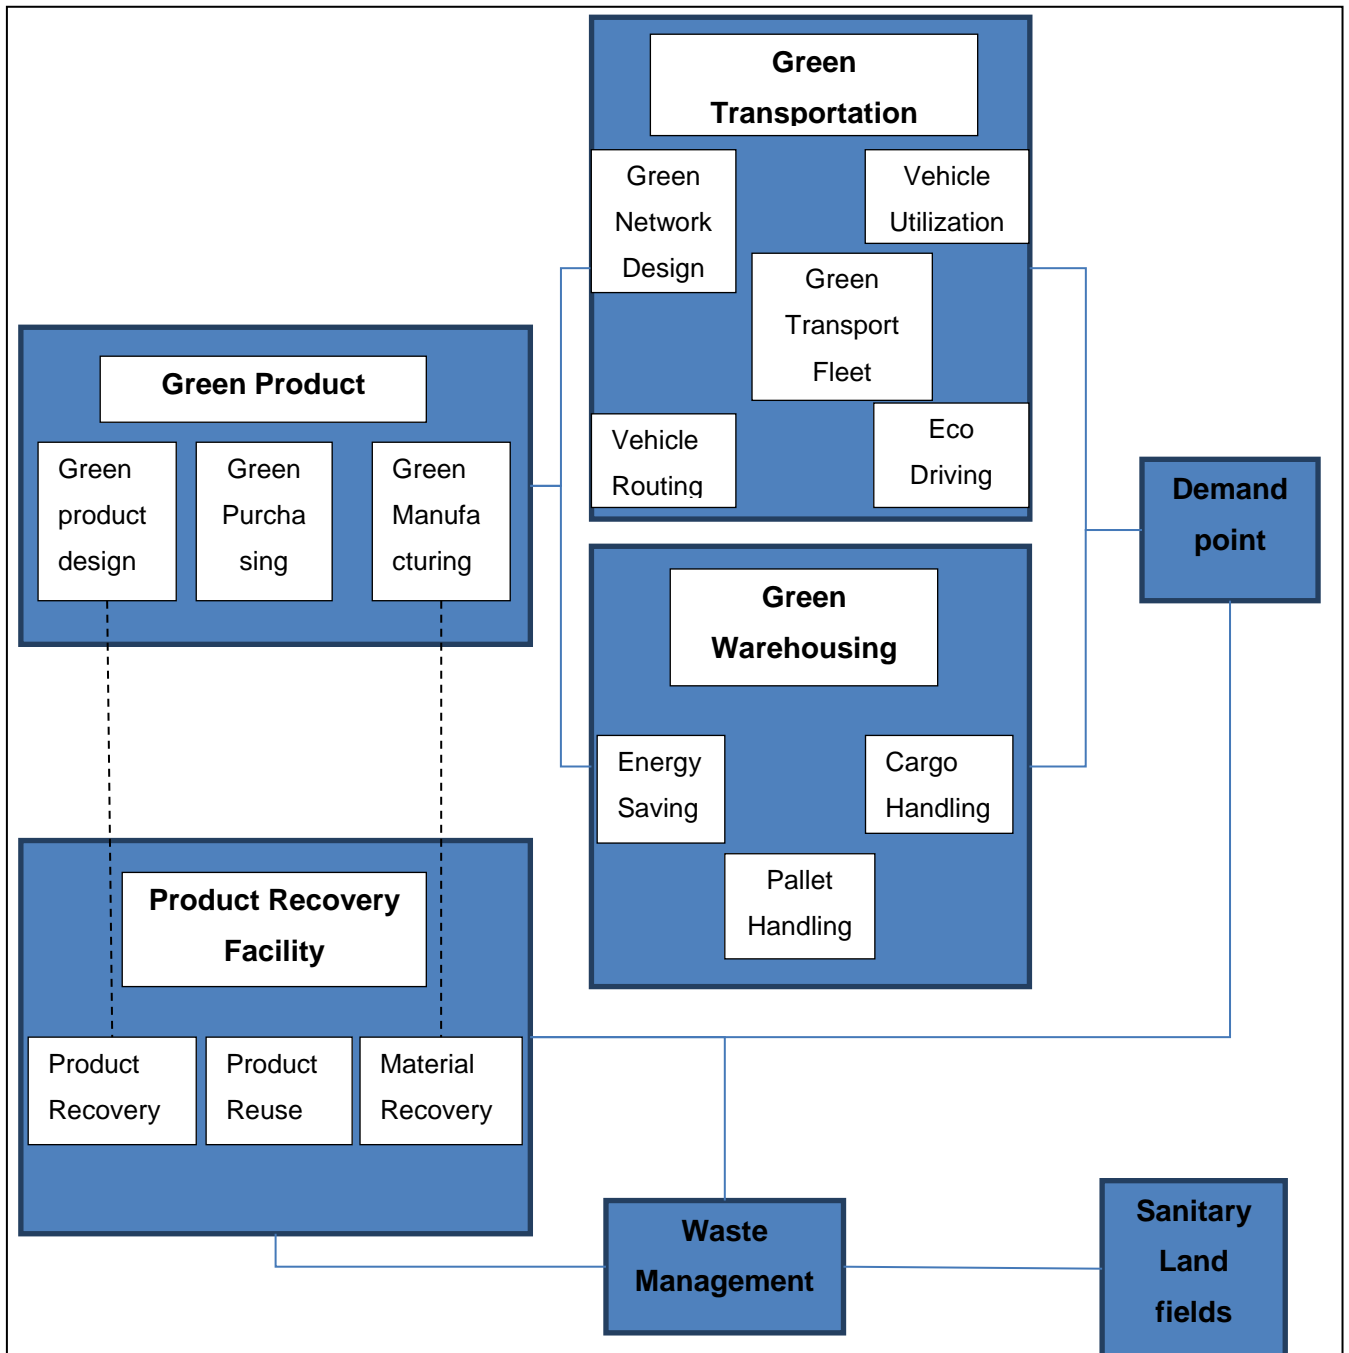 Green
Transportation
Green
Network
Design
Vehicle
Utilization
Green
Transport
Fleet
Vehicle
Routing
Eco
Driving
Green Product
Green
product
design
Green
Purcha
sing
Green
Manufa
cturing
Demand
point
Green
Warehousing
Energy
Saving
Cargo
Handling
Pallet
Handling
Product Recovery
Facility
Product
Recovery
Product
Reuse
Material
Recovery
Waste
Management
Sanitary
Land
fields